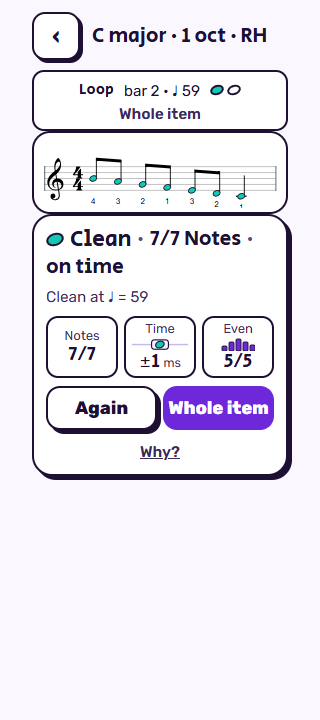 ‹ C major • 1 oct • RH
Loop bar 2 • ♩ 59
Whole item
4 4
4 3 2 1 3 2 1
Clean • 7/7 Notes •
on time
Clean at ♩ = 59
Notes Time Even
7/7 ±1 ms 5/5
Again Whole item
Why?